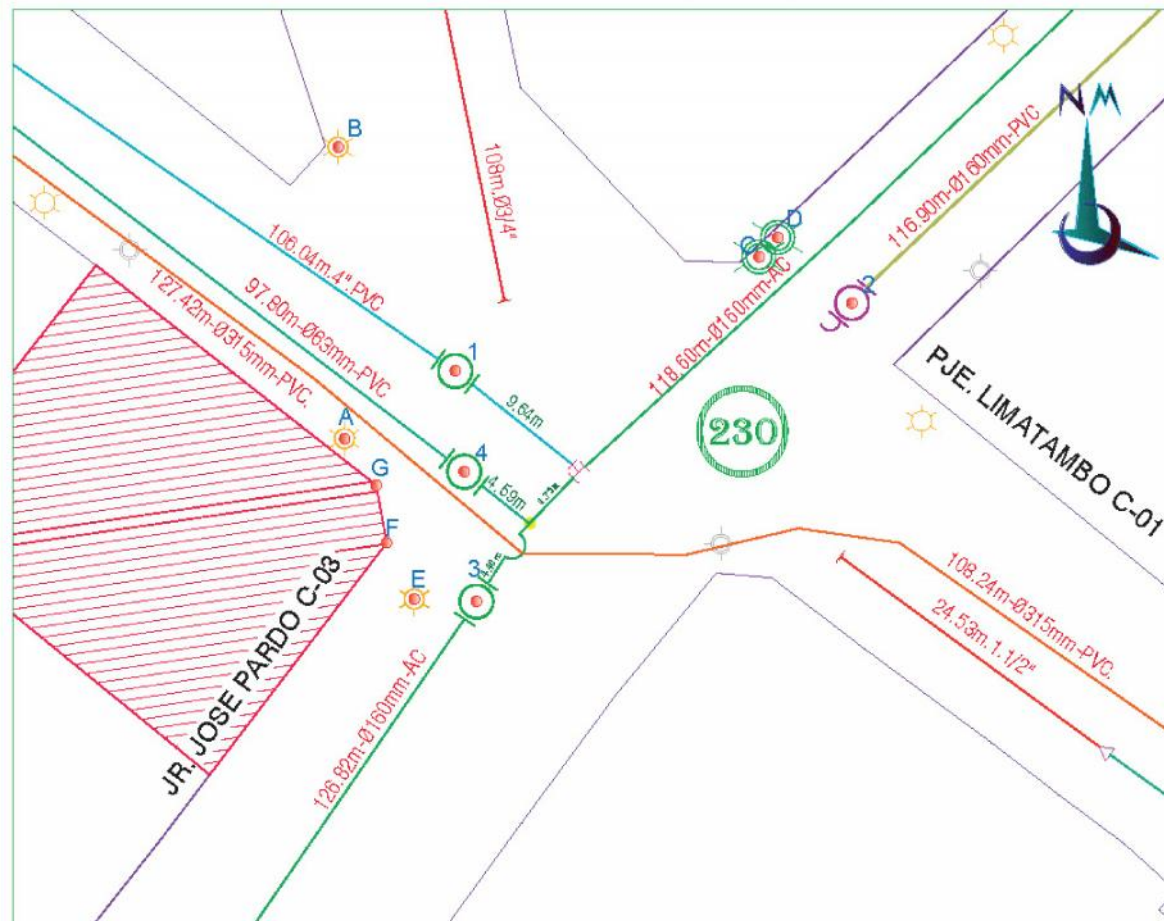 B
N M
108m.Ø3/4"
116.90m-Ø160mm-PVC
D
C
106.04m.4".PVC
2
97.80m-Ø63mm-PVC
127.42m-Ø315mm-PVC.
118.60m-Ø160mm-AC
1
PJE. LIMATAMBO C-01
9.64m
A
230
4
G
4.59m
F
3
E
108.24m-Ø315mm-PVC.
24.53m.1.1/2"
JR. JOSE PARDO C-03
126.82m-Ø160mm-AC